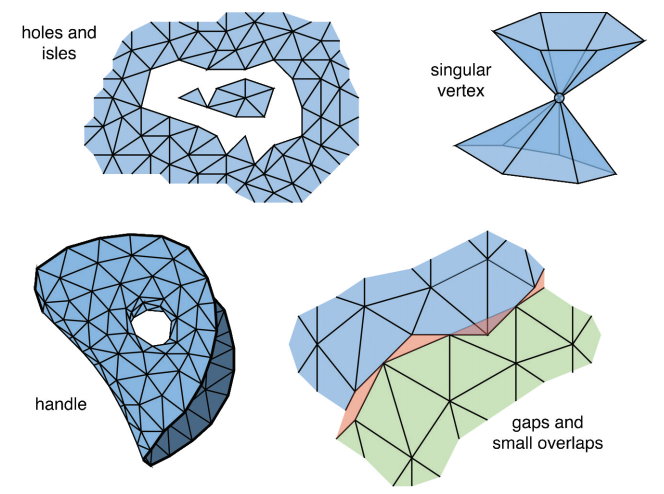 holes and
isles
singular
vertex
handle
gaps and
small overlaps